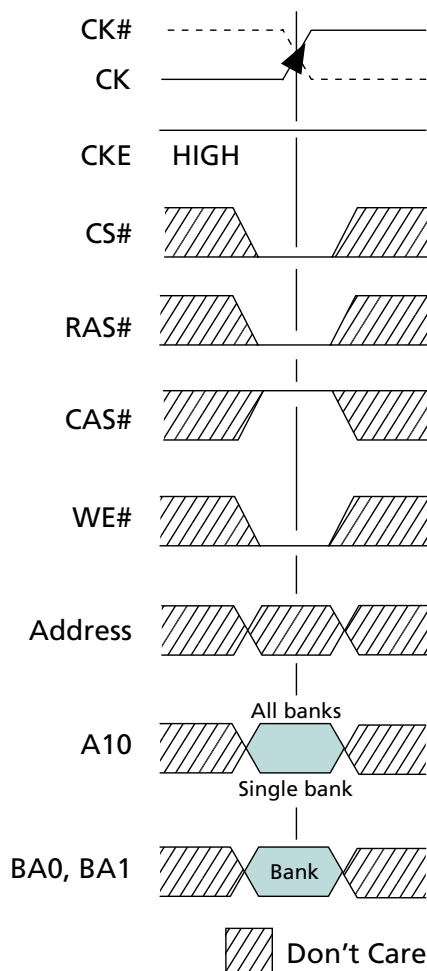 CK#
CK
CKE HIGH
CS#
RAS#
CAS#
WE#
Address
All banks
A10
Single bank
BA0, BA1 Bank
Don't Care